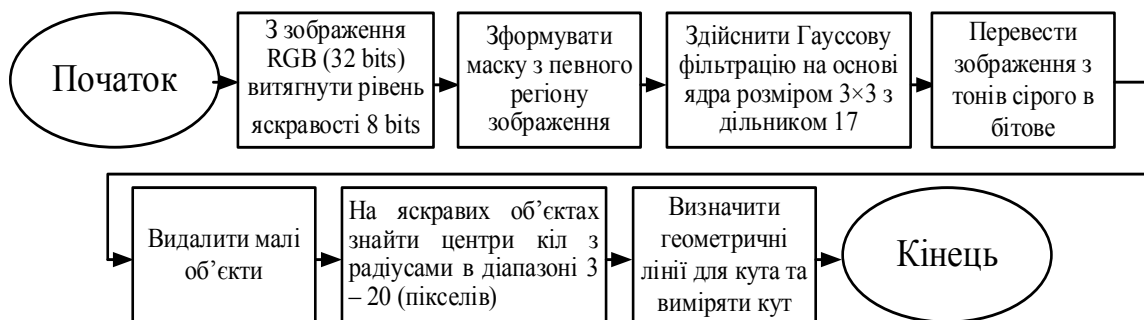 Початок
З зображення
RGB (32 bits)
витягнути рівень
яскравості 8 bits
Зформувати
маску з певного
регіону
зображення
Здійснити Гауссову
фільтрацію на основі
ядра розміром 3×3 з
дільником 17
Перевести
зображення з
тонів сірого в
бітове
Видалити малі
об’єкти
На яскравих об’єктах
знайти центри кіл з
радіусами в діапазоні 3
– 20 (пікселів)
Визначити
геометричні
лінії для кута та
виміряти кут
Кінець